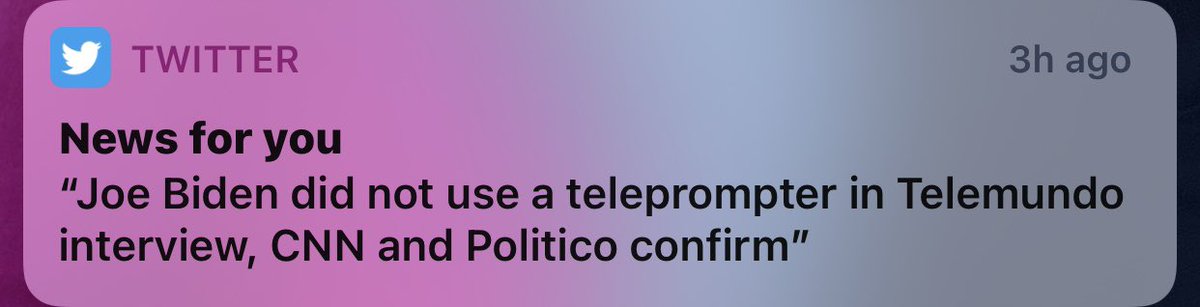 TWITTER
3h ago
News for you
“Joe Biden did not use a teleprompter in Telemundo
interview, CNN and Politico confirm”